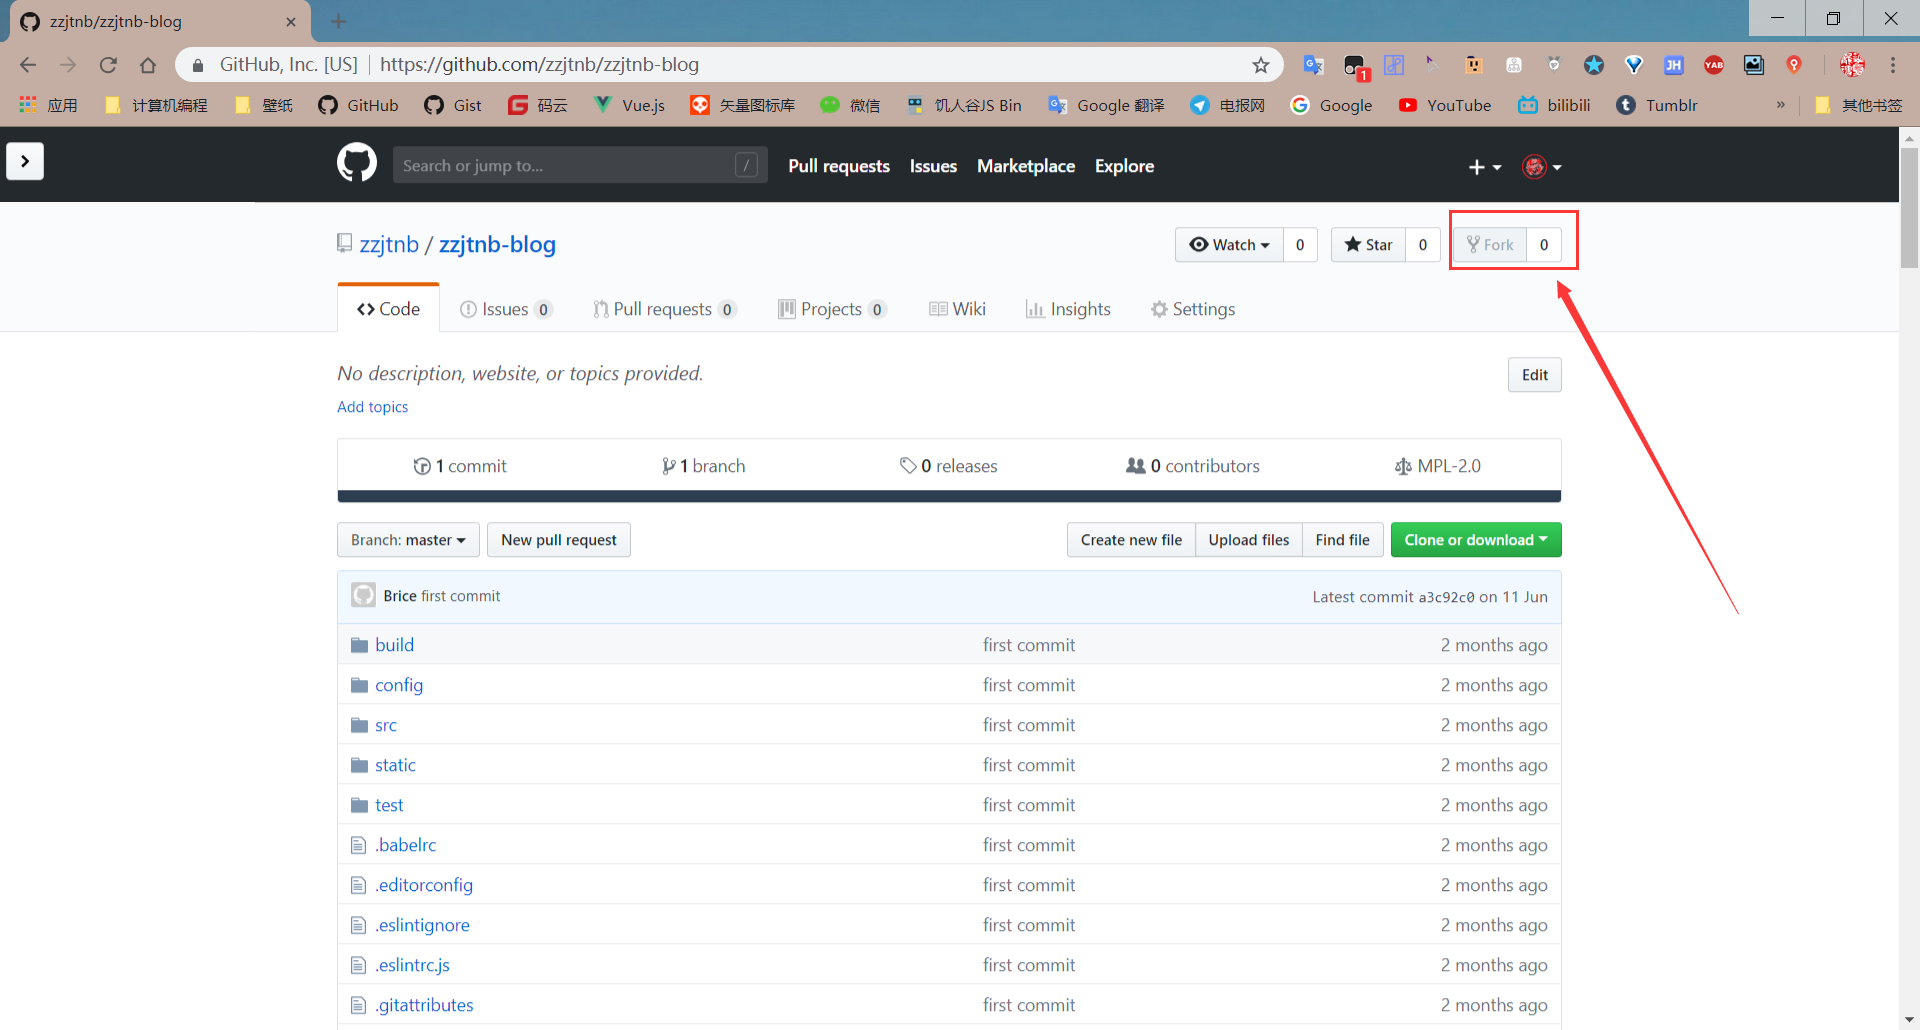 zzjtnb/zzjtnb-blog
GitHub, Inc. [US] https://github.com/zzjtnb/zzjtnb-blog
1 JH YAB
应用 计算机编程 壁纸 GitHub Gist 码云 Vue.js 矢量图标库 微信 饥人谷JS Bin Google 翻译 电报网 Google YouTube bilibili Tumblr » 其他书签
Search or jump to... / Pull requests Issues Marketplace Explore
zzjtnb / zzjtnb-blog Watch 0 Star 0 Fork 0
Code Issues 0 Pull requests 0 Projects 0 Wiki Insights Settings
No description, website, or topics provided. Edit
Add topics
1 commit 1 branch 0 releases 0 contributors MPL-2.0
Branch: master New pull request Create new file Upload files Find file Clone or download
Brice first commit Latest commit a3c92c0 on 11 Jun
build first commit 2 months ago
config first commit 2 months ago
src first commit 2 months ago
static first commit 2 months ago
test first commit 2 months ago
.babelrc first commit 2 months ago
.editorconfig first commit 2 months ago
.eslintignore first commit 2 months ago
.eslintrc.js first commit 2 months ago
.gitattributes first commit 2 months ago